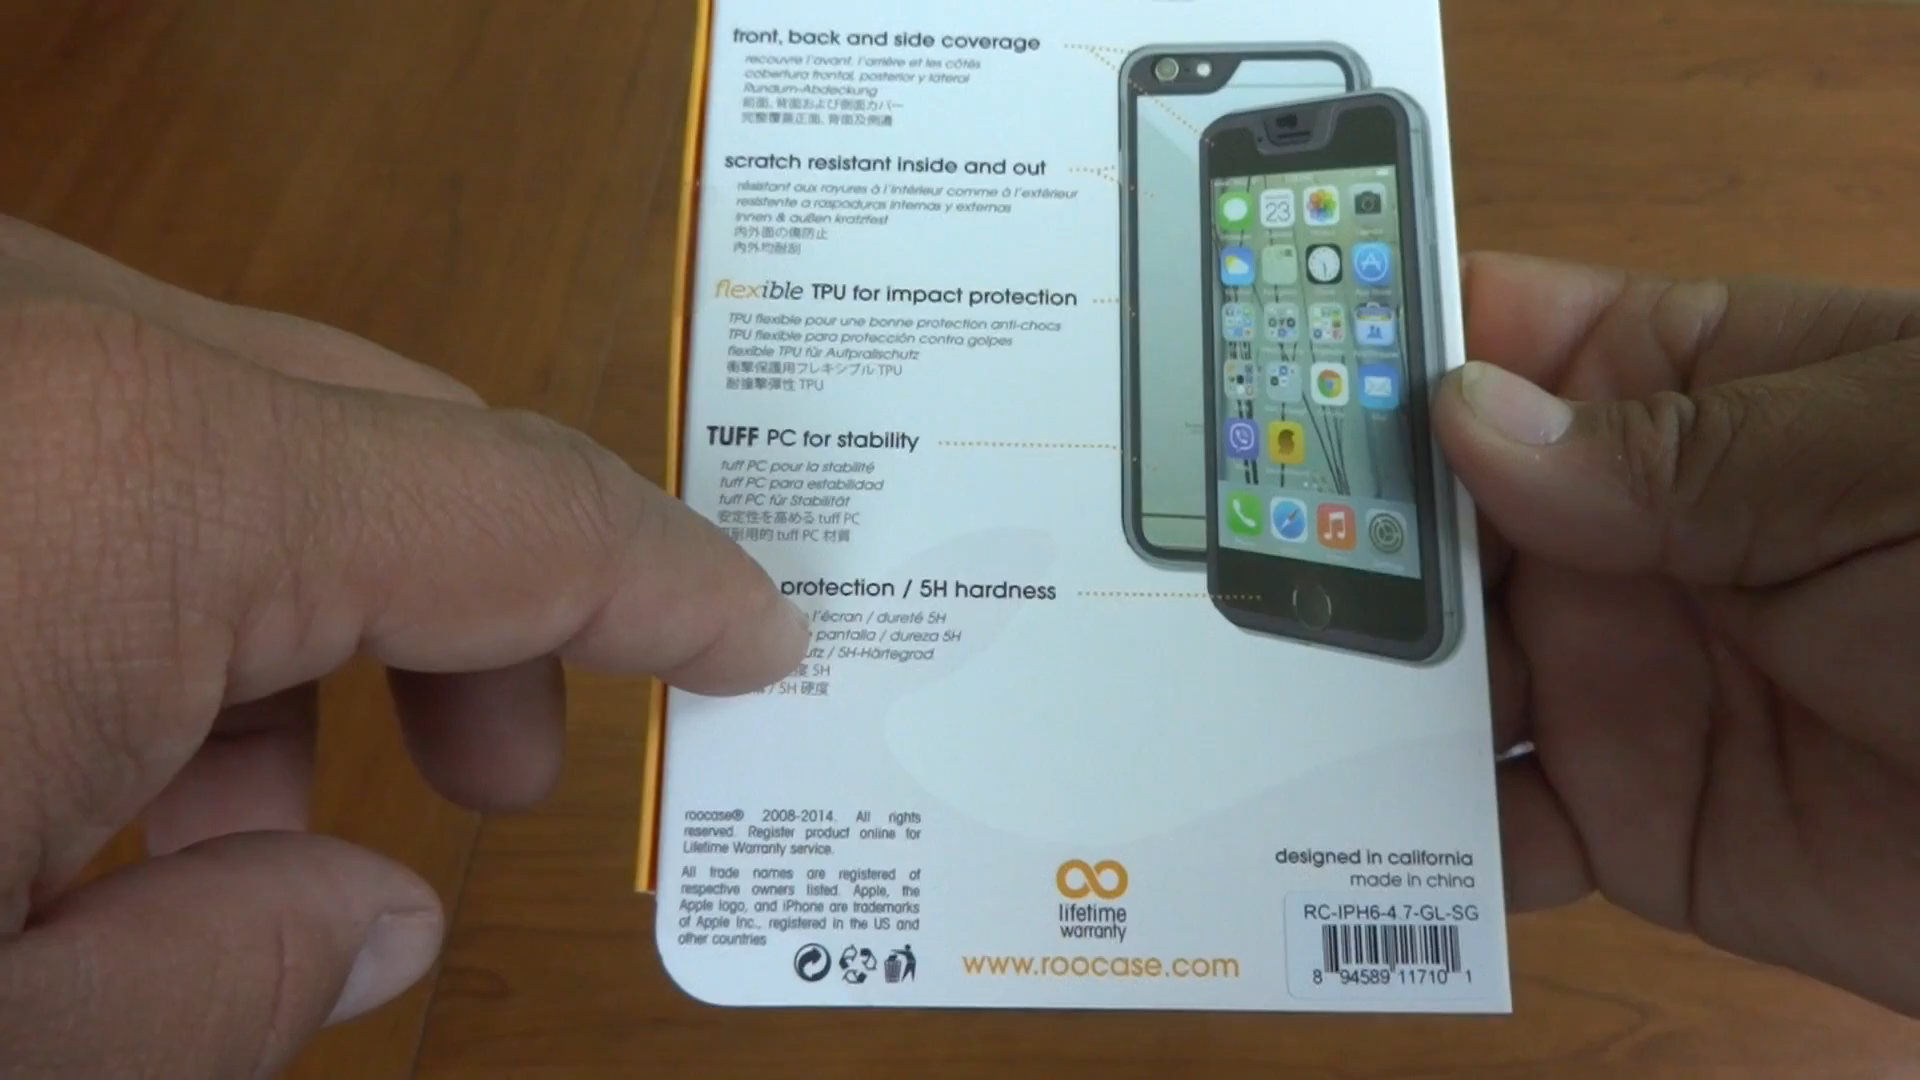 front, back and side coverage
recouvre l'avant, l'arrière et les côtés
cobertura frontal, posterior y lateral
Rundum-Abdeckung
前面、背面および側面カバー
完整覆蓋正面、背面及側邊
scratch resistant inside and out
résistant aux rayures à l'intérieur comme à l'extérieur
resistente a raspaduras internas y externas
innen & außen kratzfest
内外面の傷防止
內外均耐刮
flexible TPU for impact protection
TPU flexible pour une bonne protection anti-chocs
TPU flexible para protección contra golpes
flexible TPU für Aufprallschutz
衝撃保護用フレキシブル TPU
耐撞擊彈性 TPU
TUFF PC for stability
tuff PC pour la stabilité
tuff PC para estabilidad
tuff PC für Stabilität
安定性を高める tuff PC
耐用的 tuff PC 材質
protection / 5H hardness
l'écran / dureté 5H
pantalla / dureza 5H
/ 5H-Härtegrad
5H
/ 5H 硬度
roocase® 2008-2014. All rights
reserved. Register product online for
Lifetime Warranty service.
All trade names are registered of
respective owners listed. Apple, the
Apple logo, and iPhone are trademarks
of Apple Inc., registered in the US and
other countries
lifetime
warranty
www.roocase.com
designed in california
made in china
RC-IPH6-4.7-GL-SG
8 94589 11710 1
23